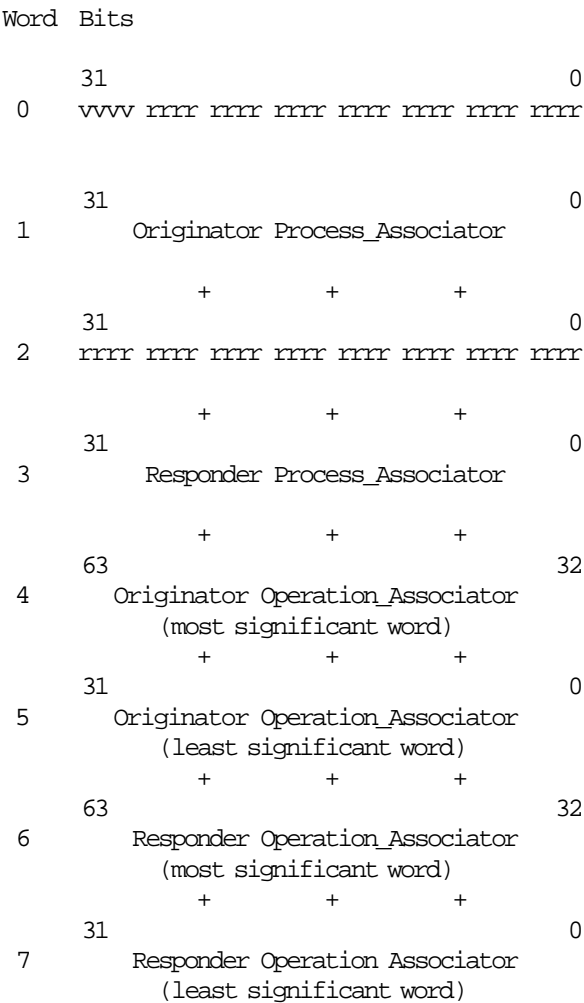 Word Bits
31 0
0 vvvv rrrr rrrr rrrr rrrr rrrr rrrr rrrr
31 0
1 Originator Process_Associator
+ + +
31 0
2 rrrr rrrr rrrr rrrr rrrr rrrr rrrr rrrr
+ + +
31 0
3 Responder Process_Associator
+ + +
63 32
4 Originator Operation_Associator
(most significant word)
+ + +
31 0
5 Originator Operation_Associator
(least significant word)
+ + +
63 32
6 Responder Operation_Associator
(most significant word)
+ + +
31 0
7 Responder Operation Associator
(least significant word)